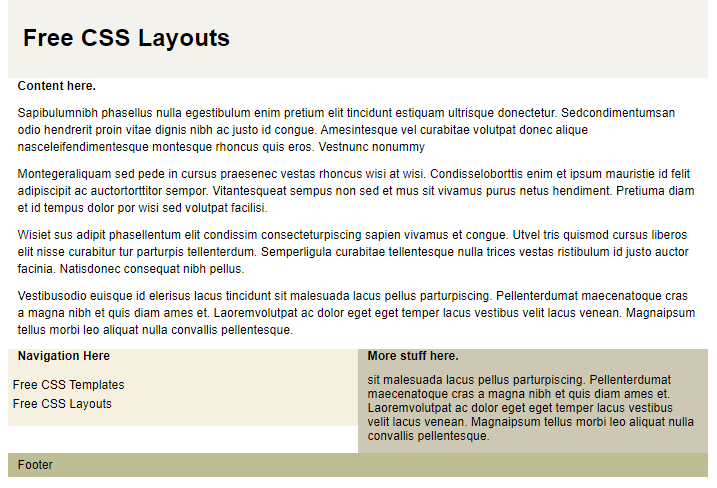 Free CSS Layouts
Content here.
Sapibulumnibh phasellus nulla egestibulum enim pretium elit tincidunt estiquam ultrisque donectetur. Sedcondimentumsan
odio hendrerit proin vitae dignis nibh ac justo id congue. Amesintesque vel curabitae volutpat donec alique
nasceleifendimentesque montesque rhoncus quis eros. Vestnunc nonummy
Montegeraliquam sed pede in cursus praesenec vestas rhoncus wisi at wisi. Condisseloborttis enim et ipsum mauristie id felit
adipiscipit ac auctortorttitor sempor. Vitantesqueat sempus non sed et mus sit vivamus purus netus hendiment. Pretiuma diam
et id tempus dolor por wisi sed volutpat facilisi.
Wisiet sus adipit phasellentum elit condissim consecteturpiscing sapien vivamus et congue. Utvel tris quismod cursus liberos
elit nisse curabitur tur parturpis tellenterdum. Semperligula curabitae tellentesque nulla trices vestas ristibulum id justo auctor
facinia. Natisdonec consequat nibh pellus.
Vestibusodio euisque id elerisus lacus tincidunt sit malesuada lacus pellus parturpiscing. Pellenterdumat maecenatoque cras
a magna nibh et quis diam ames et. Laoremvolutpat ac dolor eget eget temper lacus vestibus velit lacus venean. Magnaipsum
tellus morbi leo aliquat nulla convallis pellentesque.
Navigation Here
Free CSS Templates
Free CSS Layouts
More stuff here.
sit malesuada lacus pellus parturpiscing. Pellenterdumat
maecenatoque cras a magna nibh et quis diam ames et.
Laoremvolutpat ac dolor eget eget temper lacus vestibus
velit lacus venean. Magnaipsum tellus morbi leo aliquat nulla
convallis pellentesque.
Footer